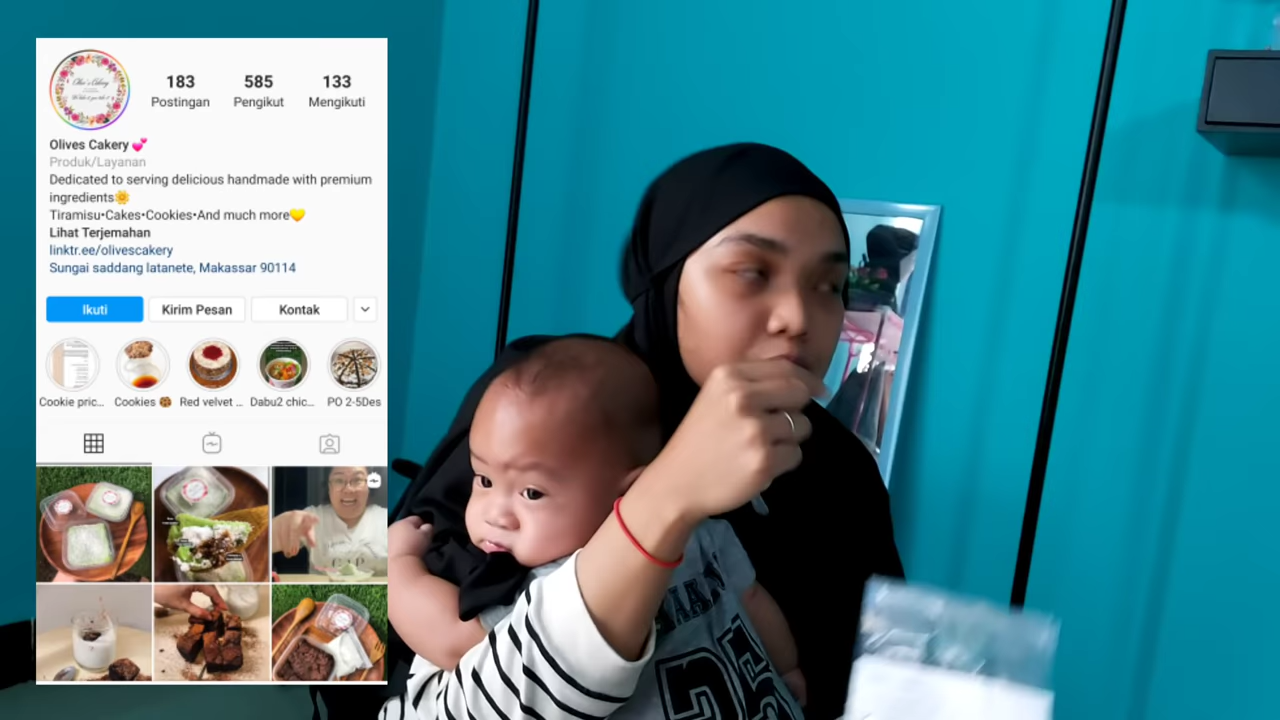 183
585
133
Postingan
Pengikut
Mengikuti
Olives Cakery 💕
Produk/Layanan
Dedicated to serving delicious handmade with premium
ingredients🌼
Tiramisu•Cakes•Cookies•And much more💛
Lihat Terjemahan
linktr.ee/olivescakery
Sungai saddang latanete, Makassar 90114
Ikuti
Kirim Pesan
Kontak
Cookie pric...
Cookies 🍪
Red velvet ...
Dabu2 chic...
PO 2-5Des
25